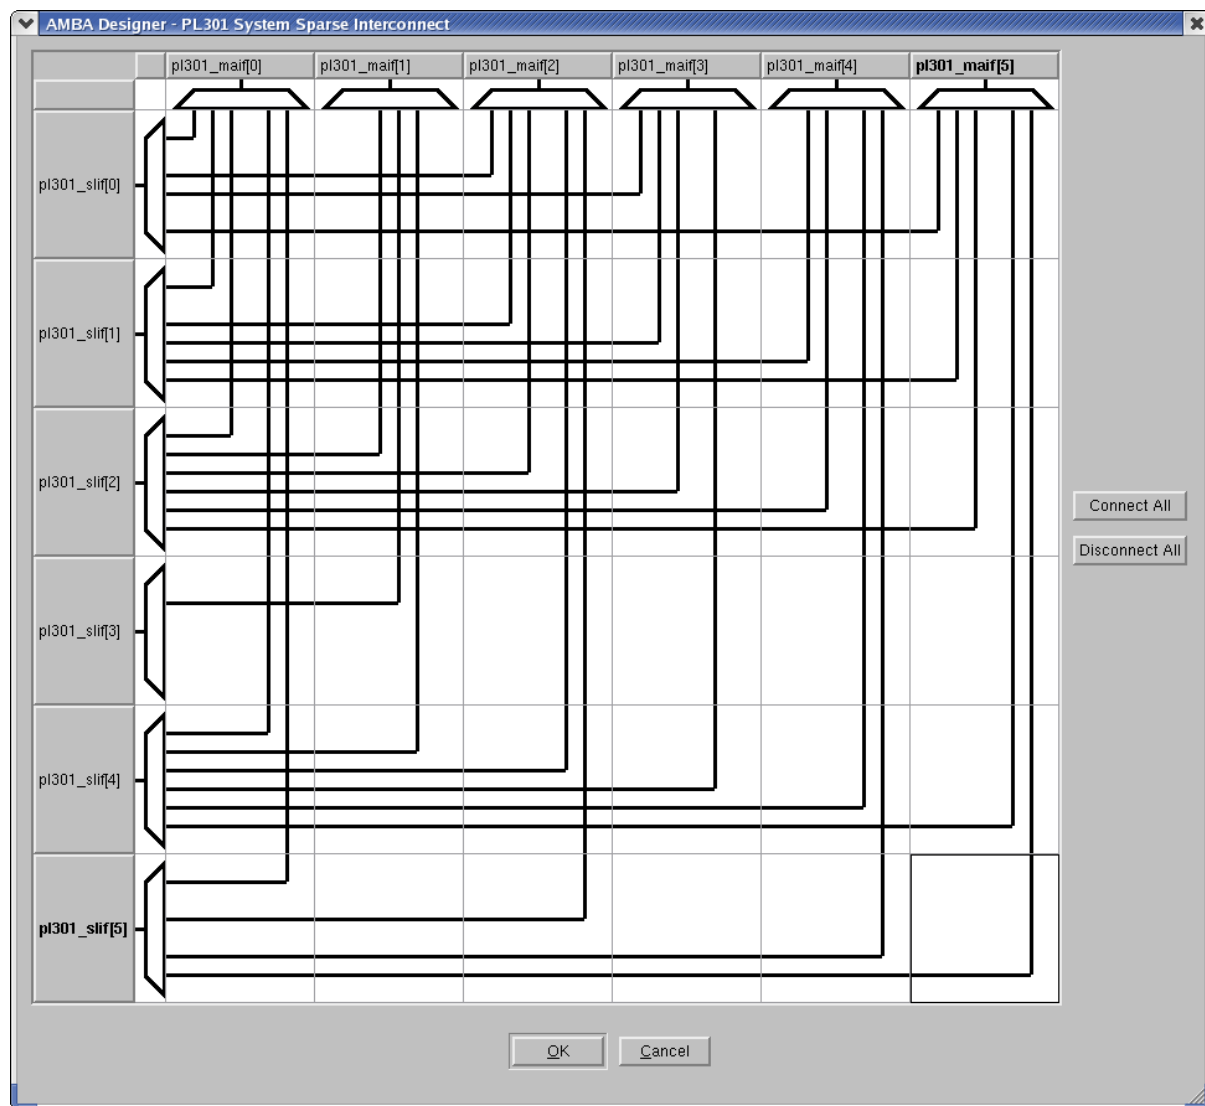 AMBA Designer - PL301 System Sparse Interconnect
pl301_maif[0] pl301_maif[1] pl301_maif[2] pl301_maif[3] pl301_maif[4] pl301_maif[5]
pl301_slif[0]
pl301_slif[1]
pl301_slif[2]
Connect All
Disconnect All
pl301_slif[3]
pl301_slif[4]
pl301_slif[5]
OK Cancel